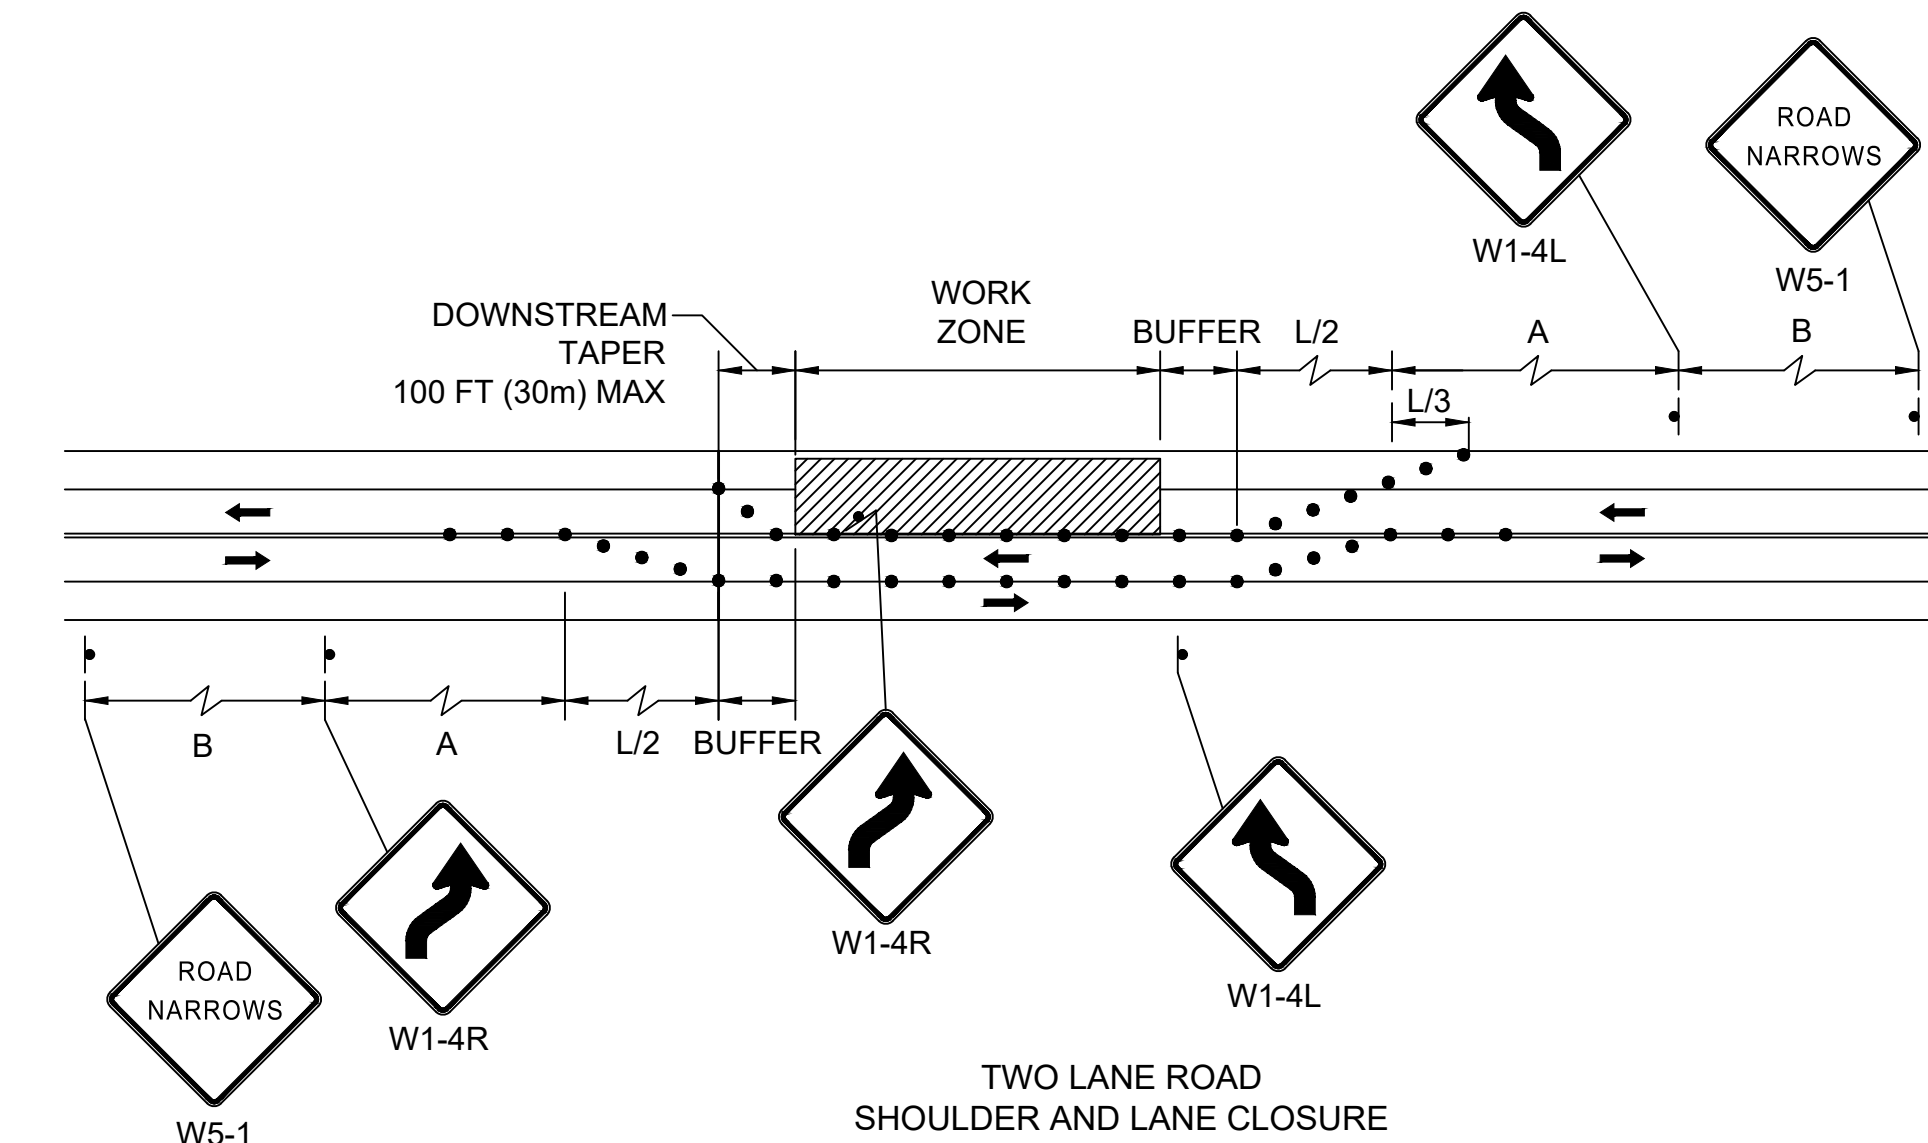 ROAD
NARROWS
W1-4L
W5-1
DOWNSTREAM
TAPER
100 FT (30m) MAX
WORK
ZONE
BUFFER
L/2
A
B
L/3
B
A
L/2
BUFFER
W1-4R
W1-4L
W1-4R
ROAD
NARROWS
W5-1
TWO LANE ROAD
SHOULDER AND LANE CLOSURE